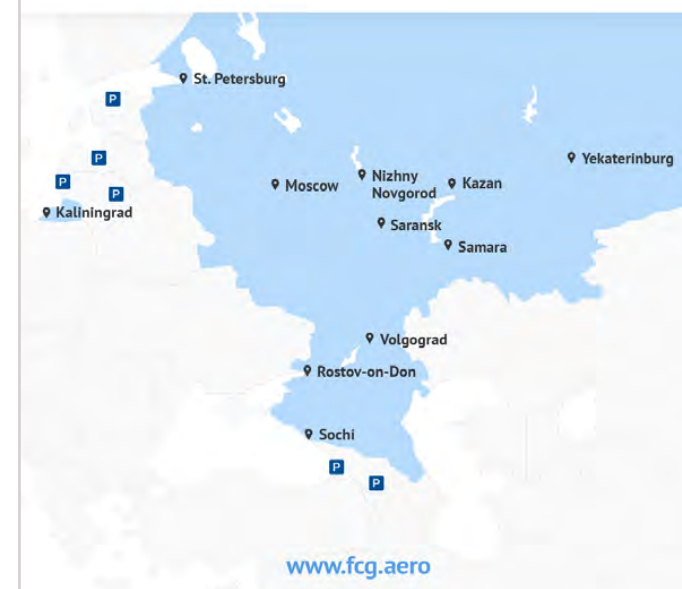 St. Petersburg
P
P
Yekaterinburg
Nizhny
Novgorod
Moscow
Kazan
P
P
Kaliningrad
Saransk
Samara
Volgograd
Rostov-on-Don
Sochi
P
P
www.fcg.aero